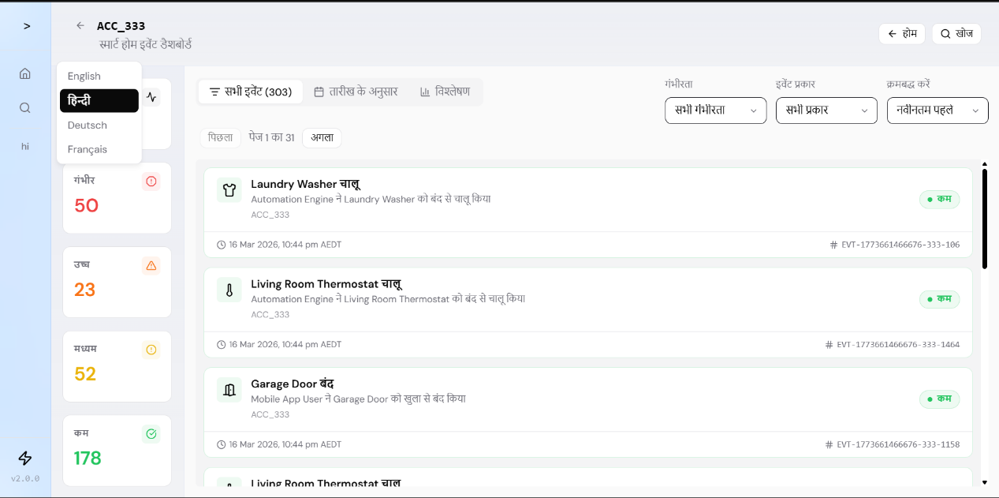 >
ACC_333
स्मार्ट होम इवेंट डैशबोर्ड
होम
खोज
English
हिन्दी
Deutsch
Français
hi
v2.0.0
गंभीर
50
उच्च
23
मध्यम
52
कम
178
सभी इवेंट (303)
तारीख के अनुसार
विश्लेषण
गंभीरता
सभी गंभीरता
इवेंट प्रकार
सभी प्रकार
क्रमबद्ध करें
नवीनतम पहले
पिछला
पेज 1 का 31
अगला
Laundry Washer चालू
Automation Engine ने Laundry Washer को बंद से चालू किया
ACC_333
कम
16 Mar 2026, 10:44 pm AEDT
# EVT-1773661466676-333-106
Living Room Thermostat चालू
Automation Engine ने Living Room Thermostat को बंद से चालू किया
ACC_333
कम
16 Mar 2026, 10:44 pm AEDT
# EVT-1773661466676-333-1464
Garage Door बंद
Mobile App User ने Garage Door को खुला से बंद किया
ACC_333
कम
16 Mar 2026, 10:44 pm AEDT
# EVT-1773661466676-333-1158
Living Room Thermostat चालू